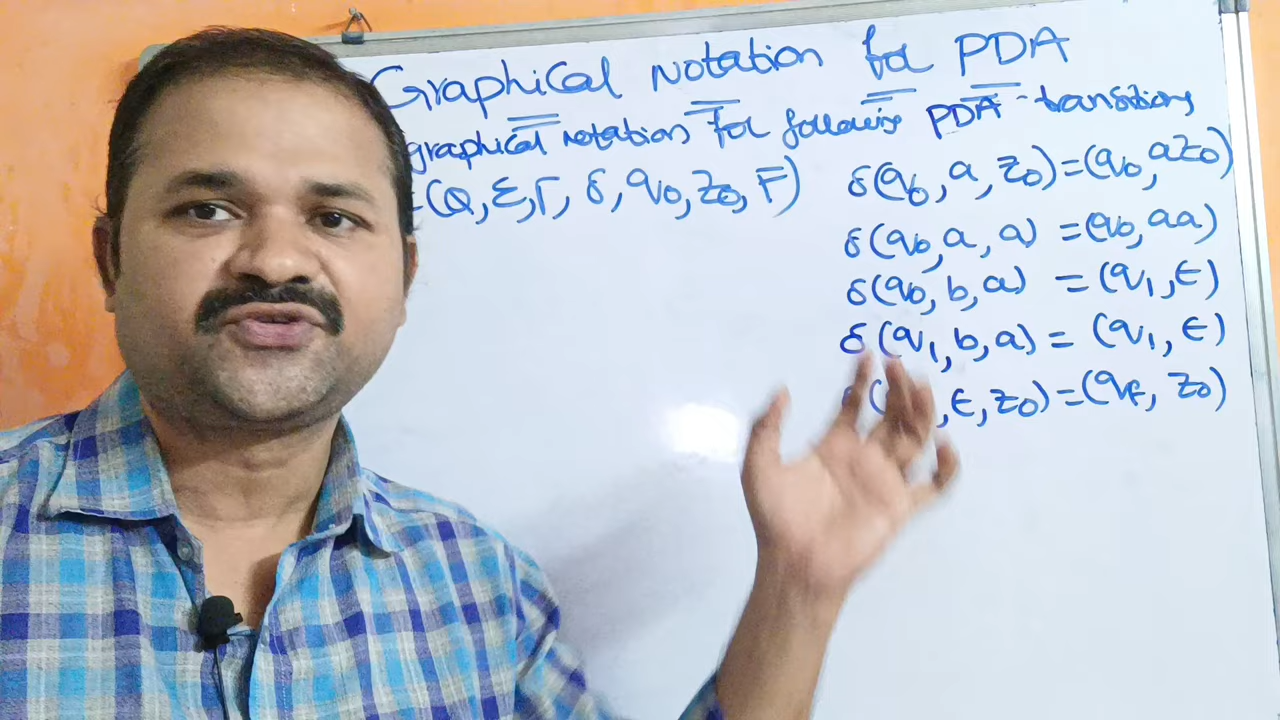 Graphical Notation for PDA
graphical notation for following PDA transitions
=(Q, Σ, Γ, δ, q0, z0, F)
δ(q0, a, z0) = (q0, az0)
δ(q0, a, a) = (q0, aa)
δ(q0, b, a) = (q1, ε)
δ(q1, b, a) = (q1, ε)
( , ε, z0) = (qf, z0)